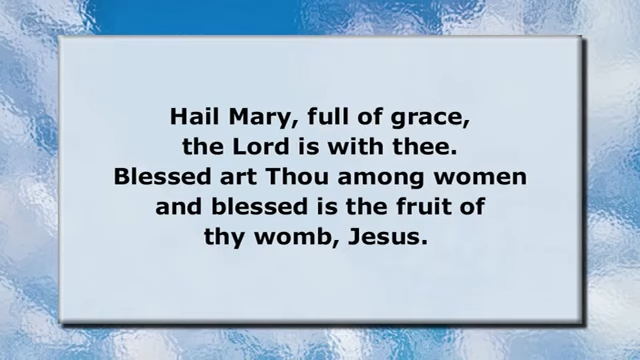 Hail Mary, full of grace,
the Lord is with thee.
Blessed art Thou among women
and blessed is the fruit of
thy womb, Jesus.